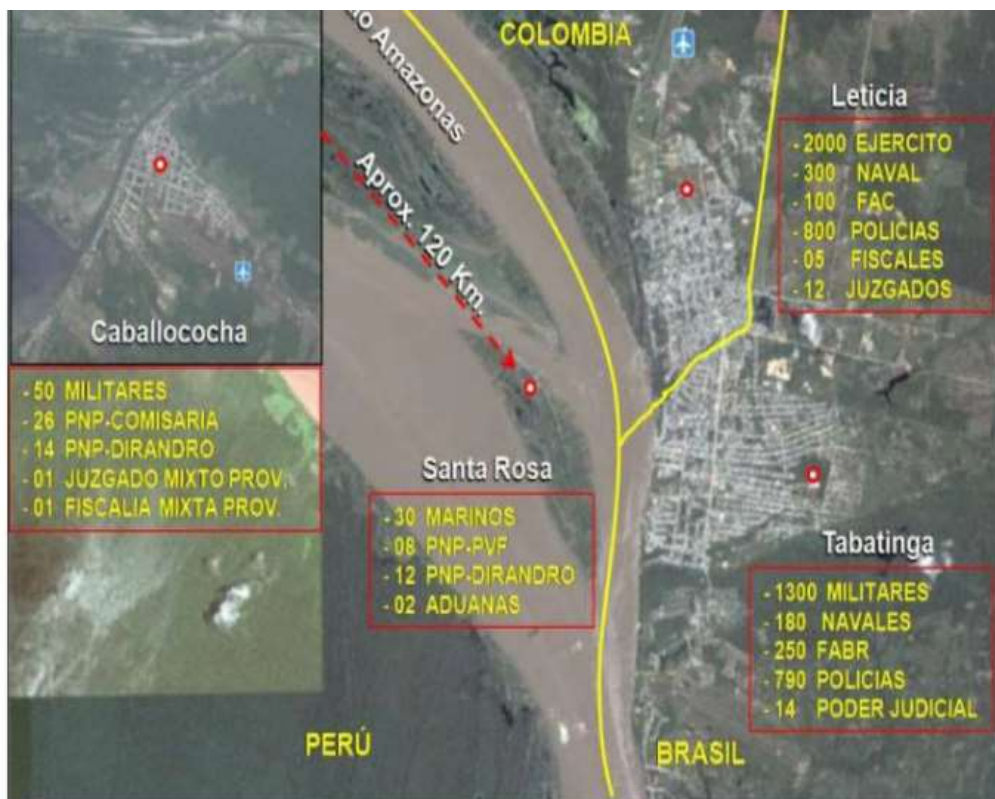 COLOMBIA
io Amazonas
Aprox. 120 Km.
Leticia
- 2000 EJERCITO
- 300 NAVAL
- 100 FAC
- 800 POLICIAS
- 05 FISCALES
- 12. JUZGADOS
Caballococha
- 50 MILITARES
- 26 PNP-COMISARIA
- 14 PNP-DIRANDRO
- 01 JUZGADO MIXTO PROV.
- 01 FISCALIA MIXTA PROV.
Santa Rosa
- 30 MARINOS
- 08 PNP-PVF
- 12 PNP-DIRANDRO
- 02 ADUANAS
Tabatinga
- 1300 MILITARES
- 180 NAVALES
- 250 FABR
- 790 POLICIAS
- 14 PODER JUDICIAL
PERÚ
BRASIL